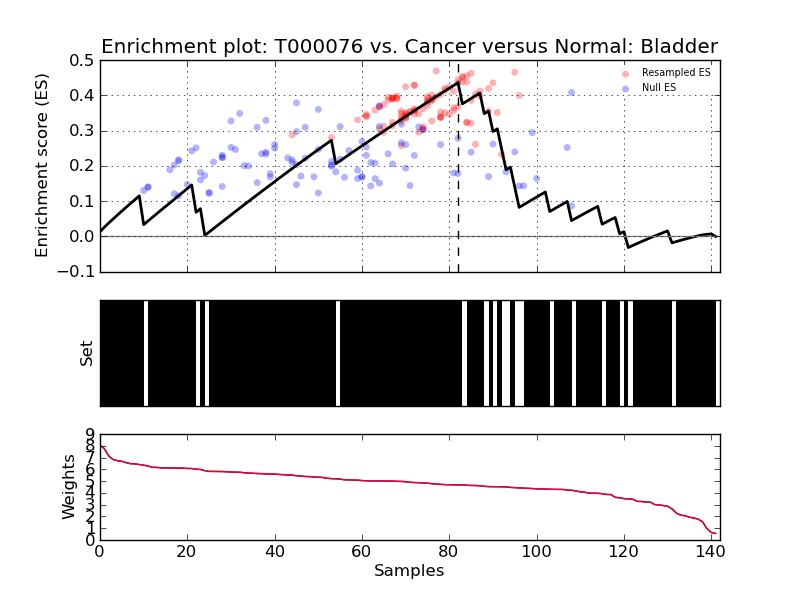 Enrichment plot: T000076 vs. Cancer versus Normal: Bladder
Enrichment score (ES)
0.5
0.4
0.3
0.2
0.1
0.0
−0.1
Resampled ES
Null ES
Set
Weights
9
8
7
6
5
4
3
2
1
0
0 20 40 60 80 100 120 140
Samples